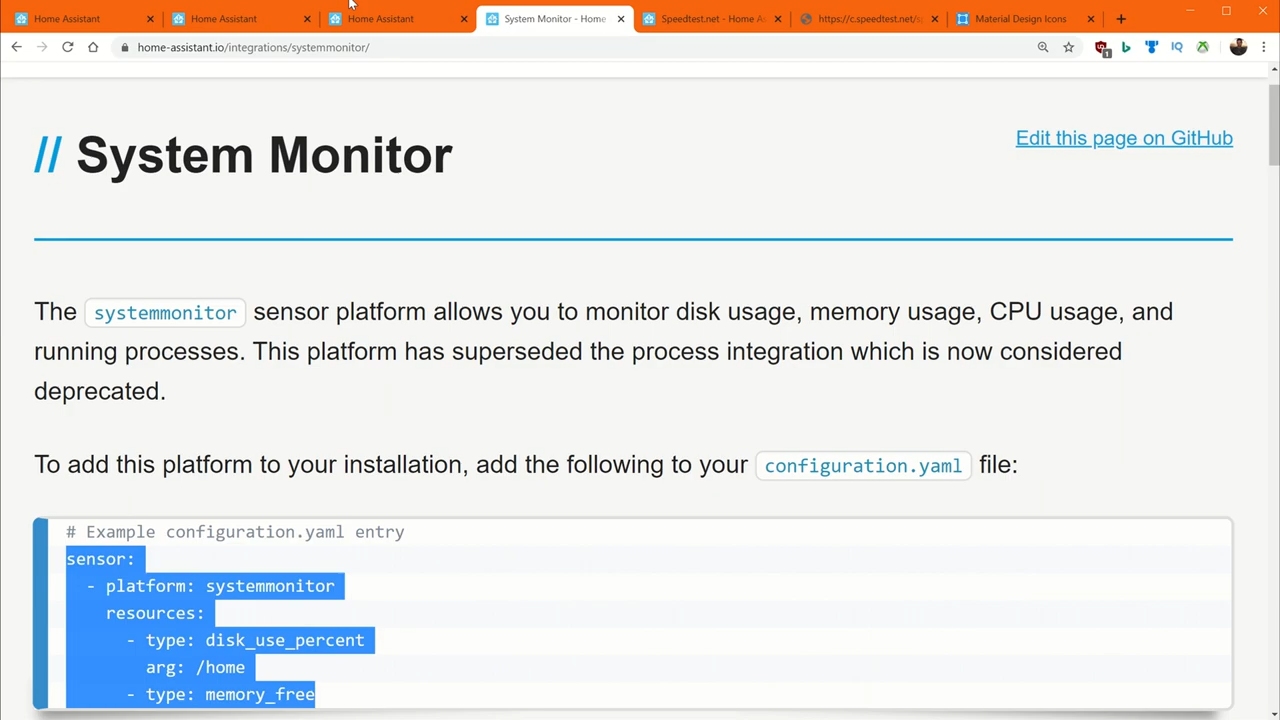 Home Assistant
Home Assistant
Home Assistant
System Monitor - Home
Speedtest.net - Home As
https://c.speedtest.net/s
Material Design Icons
home-assistant.io/integrations/systemmonitor/
1
IQ
// System Monitor
Edit this page on GitHub
The systemmonitor sensor platform allows you to monitor disk usage, memory usage, CPU usage, and
running processes. This platform has superseded the process integration which is now considered
deprecated.
To add this platform to your installation, add the following to your configuration.yaml file:
# Example configuration.yaml entry
sensor:
- platform: systemmonitor
resources:
- type: disk_use_percent
arg: /home
- type: memory_free